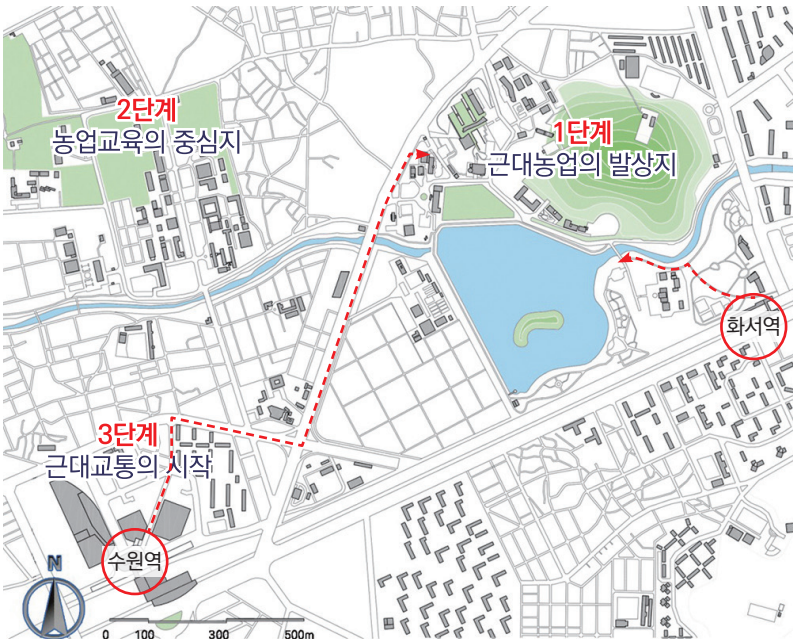 2단계
농업교육의 중심지
1단계
근대농업의 발상지
화서역
3단계
근대교통의 시작
수원역
N
0 100 300 500m